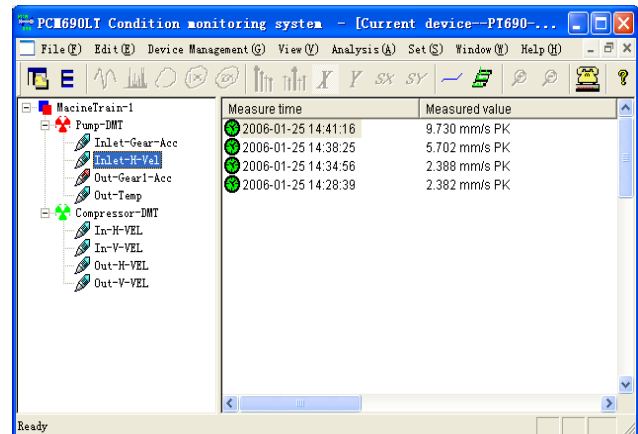 PCM690LT Condition monitoring system - [Current device--PT690-...
File(F) Edit(E) Device Management(G) View(V) Analysis(A) Set(S) Window(W) Help(H)
E X Y SX SY ?
Measure time Measured value
MacineTrain-1
Pump-DMT
Inlet-Gear-Acc
Inlet-H-Vel
Out-Gear1-Acc
Out-Temp
Compressor-DMT
In-H-VEL
In-V-VEL
Out-H-VEL
Out-V-VEL
2006-01-25 14:41:16 9.730 mm/s PK
2006-01-25 14:38:25 5.702 mm/s PK
2006-01-25 14:34:56 2.388 mm/s PK
2006-01-25 14:28:39 2.382 mm/s PK
Ready